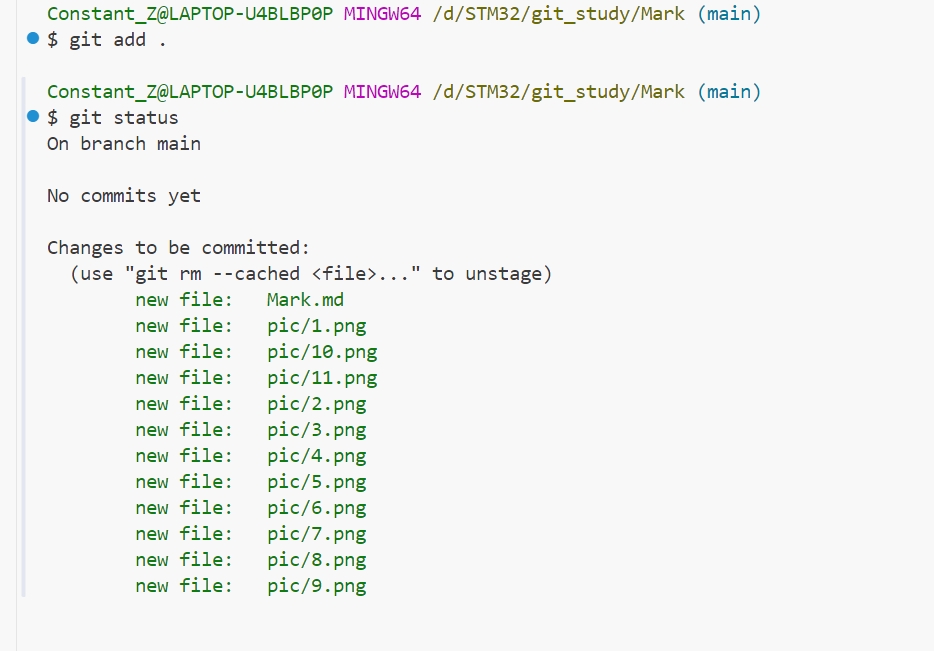 Constant_Z@LAPTOP-U4BLBP0P MINGW64 /d/STM32/git_study/Mark (main)
$ git add .
Constant_Z@LAPTOP-U4BLBP0P MINGW64 /d/STM32/git_study/Mark (main)
$ git status
On branch main
No commits yet
Changes to be committed:
  (use "git rm --cached <file>..." to unstage)
        new file:   Mark.md
        new file:   pic/1.png
        new file:   pic/10.png
        new file:   pic/11.png
        new file:   pic/2.png
        new file:   pic/3.png
        new file:   pic/4.png
        new file:   pic/5.png
        new file:   pic/6.png
        new file:   pic/7.png
        new file:   pic/8.png
        new file:   pic/9.png